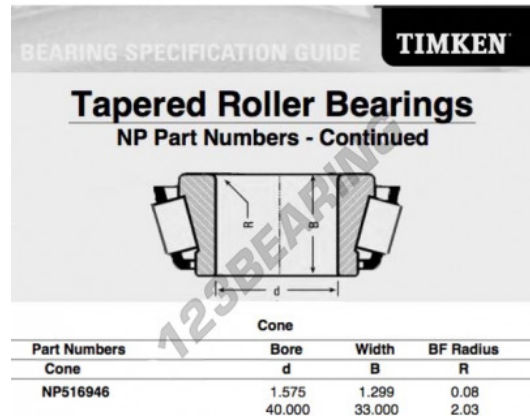 BEARING SPECIFICATION GUIDE
TIMKEN
Tapered Roller Bearings
NP Part Numbers - Continued
R
B
d
123BEARING
Cone
Part Numbers Bore Width BF Radius
Cone d B R
NP516946 1.575 1.299 0.08
40.000 33.000 2.03